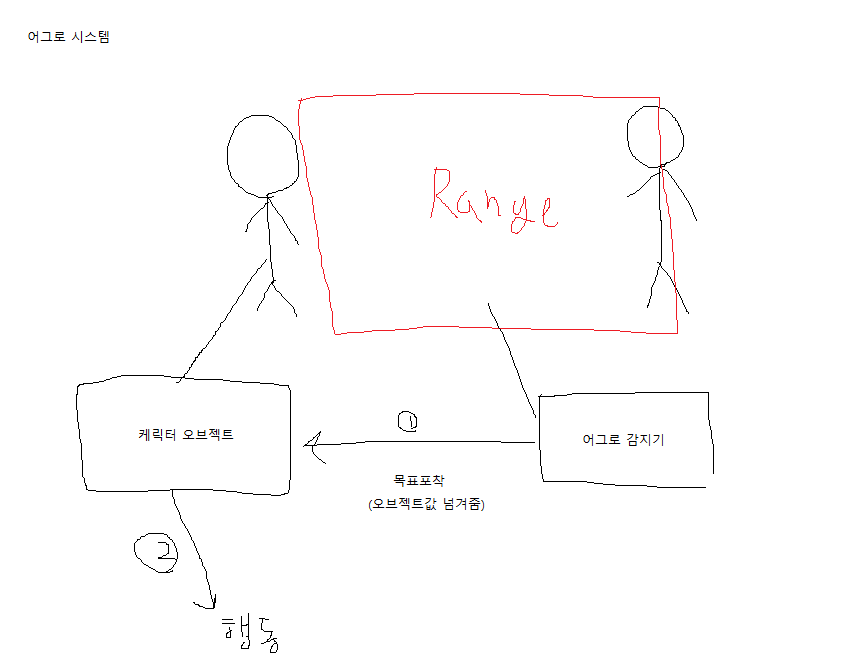 어그로 시스템
Range
케릭터 오브젝트
①
어그로 감지기
목표포착
(오브젝트값 넘겨줌)
②
행동